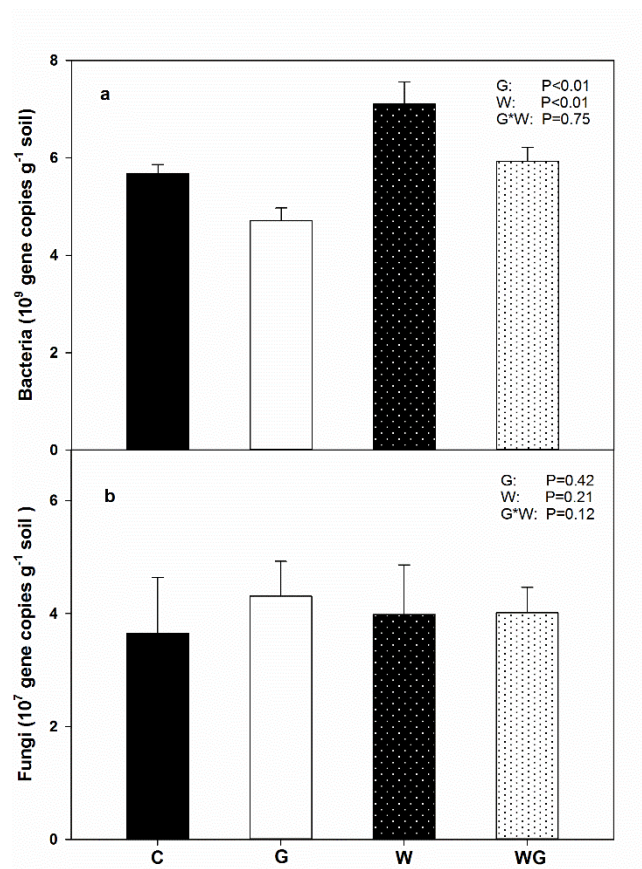 8
a
G: P<0.01
W: P<0.01
G*W: P=0.75
6
4
2
0
Bacteria (10⁹ gene copies g⁻¹ soil)
b
G: P=0.42
W: P=0.21
G*W: P=0.12
6
4
2
0
Fungi (10⁷ gene copies g⁻¹ soil )
C G W WG